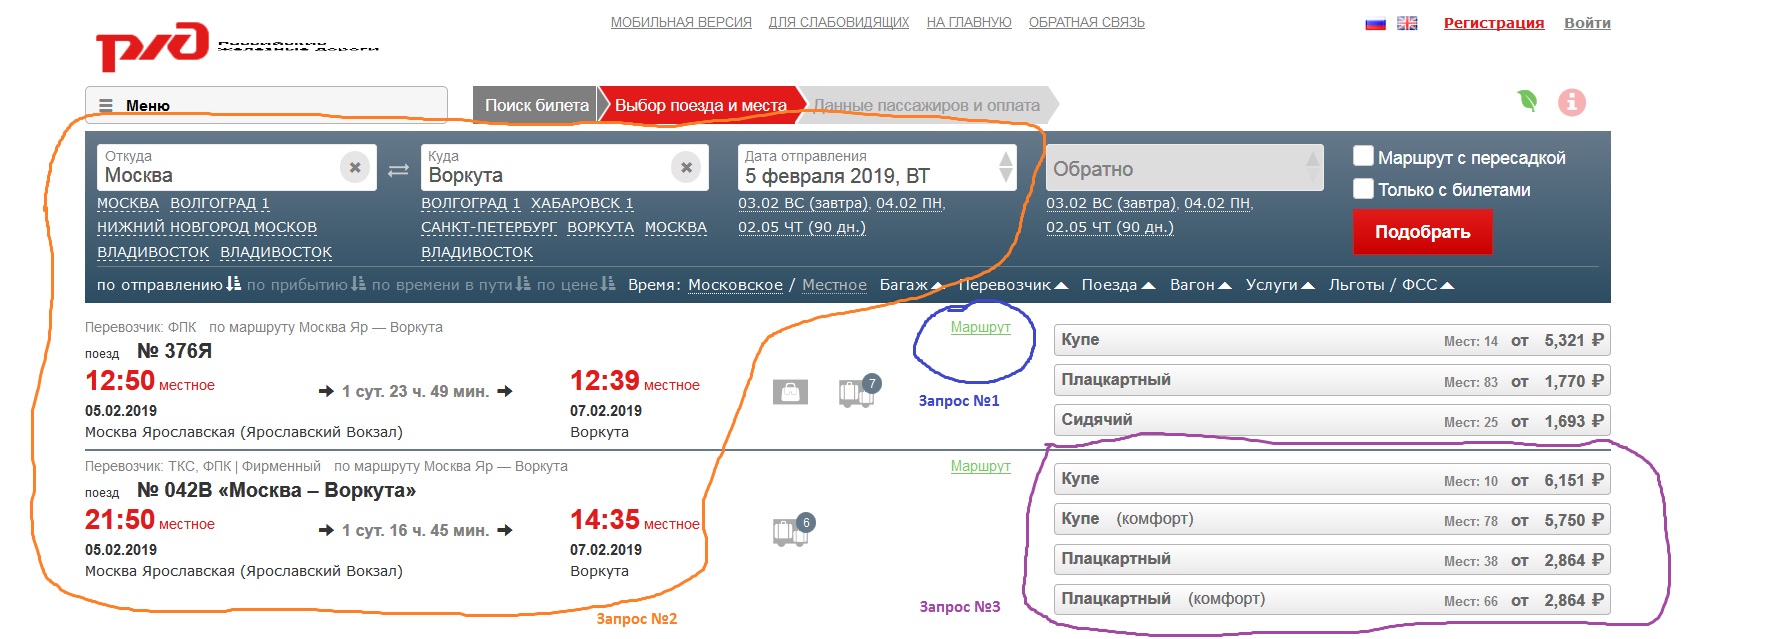 МОБИЛЬНАЯ ВЕРСИЯ ДЛЯ СЛАБОВИДЯЩИХ НА ГЛАВНУЮ ОБРАТНАЯ СВЯЗЬ
Регистрация Войти
РЖД Российские железные дороги
Меню
Поиск билета Выбор поезда и места Данные пассажиров и оплата
Откуда
Москва
Куда
Воркута
Дата отправления
5 февраля 2019, ВТ
Обратно
Маршрут с пересадкой
Только с билетами
Подобрать
МОСКВА ВОЛГОГРАД 1
НИЖНИЙ НОВГОРОД МОСКОВ
ВЛАДИВОСТОК ВЛАДИВОСТОК
ВОЛГОГРАД 1 ХАБАРОВСК 1
САНКТ-ПЕТЕРБУРГ ВОРКУТА МОСКВА
ВЛАДИВОСТОК
03.02 ВС (завтра), 04.02 ПН,
02.05 ЧТ (90 дн.)
03.02 ВС (завтра), 04.02 ПН,
02.05 ЧТ (90 дн.)
по отправлению по прибытию по времени в пути по цене Время: Московское / Местное Багаж Перевозчик Поезда Вагон Услуги Льготы / ФСС
Перевозчик: ФПК по маршруту Москва Яр — Воркута
поезд № 376Я
12:50 местное
05.02.2019
Москва Ярославская (Ярославский Вокзал)
1 сут. 23 ч. 49 мин.
12:39 местное
07.02.2019
Воркута
7
Маршрут
Запрос №1
Купе Мест: 14 от 5,321 ₽
Плацкартный Мест: 83 от 1,770 ₽
Сидячий Мест: 25 от 1,693 ₽
Перевозчик: ТКС, ФПК | Фирменный по маршруту Москва Яр — Воркута
поезд № 042В «Москва – Воркута»
21:50 местное
05.02.2019
Москва Ярославская (Ярославский Вокзал)
1 сут. 16 ч. 45 мин.
14:35 местное
07.02.2019
Воркута
6
Маршрут
Купе Мест: 10 от 6,151 ₽
Купе (комфорт) Мест: 78 от 5,750 ₽
Плацкартный Мест: 38 от 2,864 ₽
Плацкартный (комфорт) Мест: 66 от 2,864 ₽
Запрос №3
Запрос №2